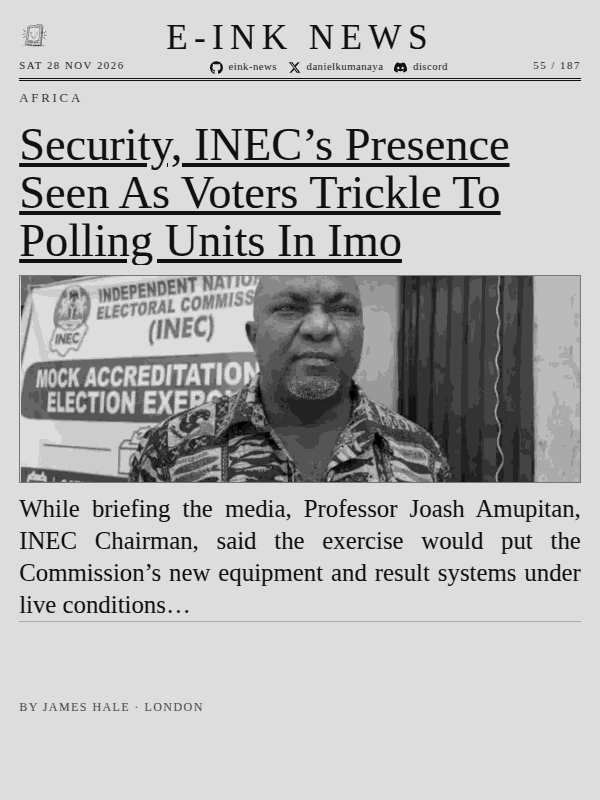 E-INK NEWS
SAT 28 NOV 2026
eink-news danielkumanaya discord
55 / 187
AFRICA
Security, INEC’s Presence
Seen As Voters Trickle To
Polling Units In Imo
INDEPENDENT NATIO
ELECTORAL COMMISS
(INEC)
INEC
MOCK ACCREDITATION
ELECTION EXERC
While briefing the media, Professor Joash Amupitan,
INEC Chairman, said the exercise would put the
Commission’s new equipment and result systems under
live conditions…
BY JAMES HALE · LONDON